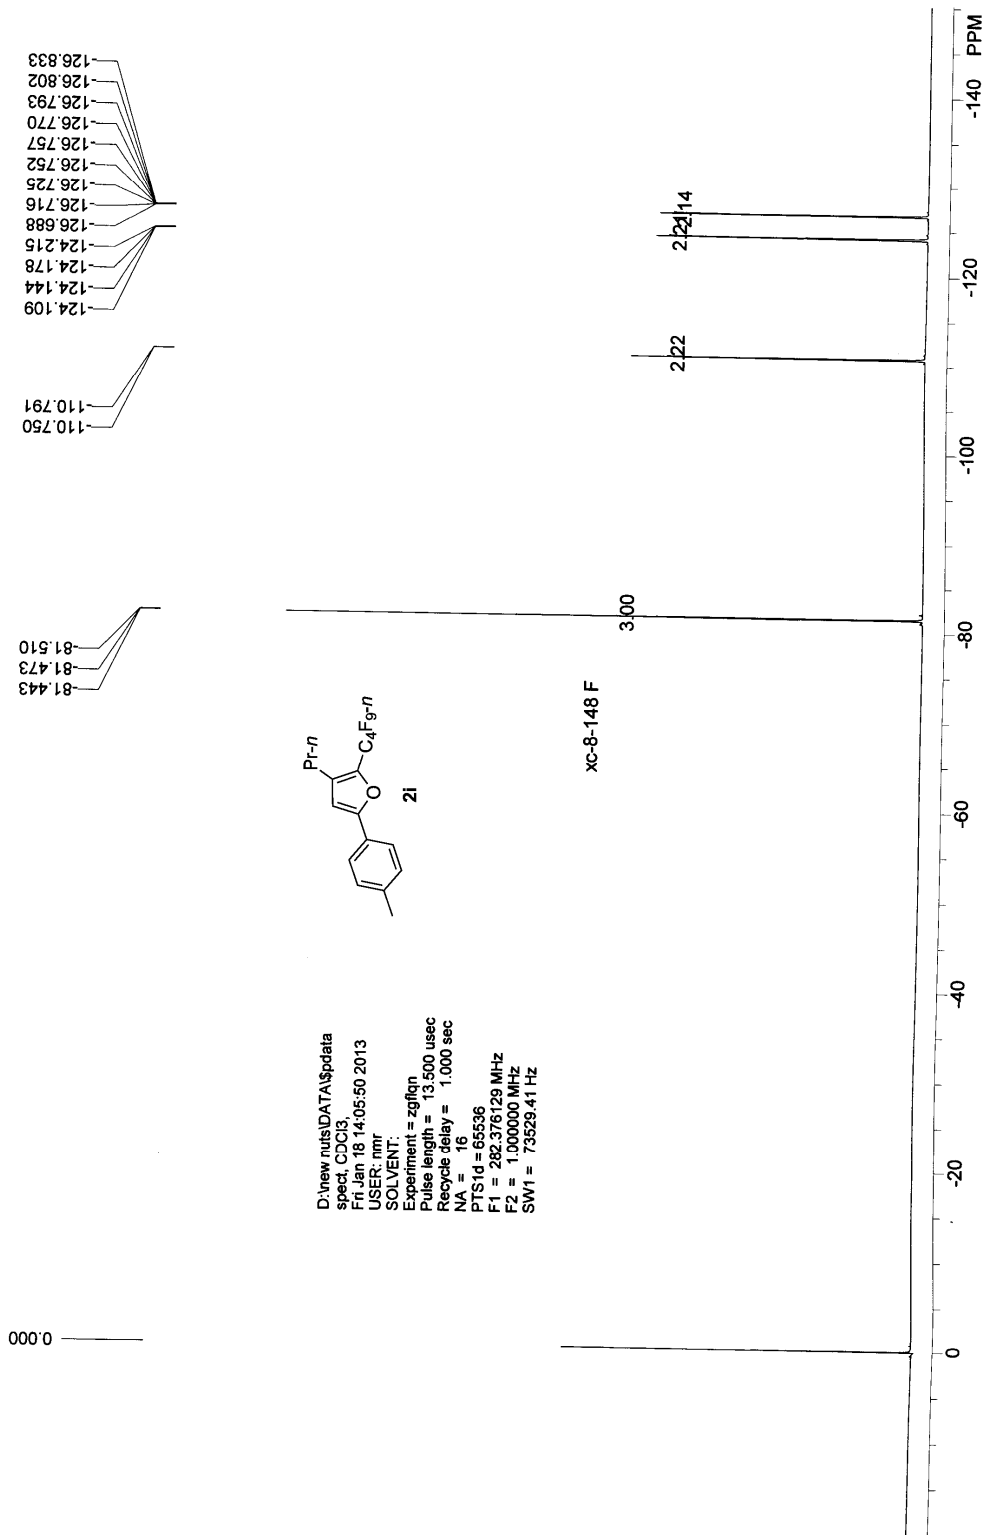 -126.833
-126.802
-126.793
-126.770
-126.757
-126.752
-126.725
-126.716
-126.688
-124.215
-124.178
-124.144
-124.109
-110.791
-110.750
-81.510
-81.473
-81.443
0.000
2.14
2.21
2.22
3.00
Pr-n
C4F9-n
O
2i
xc-8-148 F
D:\new nuts\DATA\$pdata
spect, CDCl3,
Fri Jan 18 14:05:50 2013
USER: nmr
SOLVENT:
Experiment = zgflqn
Pulse length = 13.500 usec
Recycle delay = 1.000 sec
NA = 16
PTS1d = 65536
F1 = 282.376129 MHz
F2 = 1.000000 MHz
SW1 = 73529.41 Hz
0
-20
-40
-60
-80
-100
-120
-140
PPM